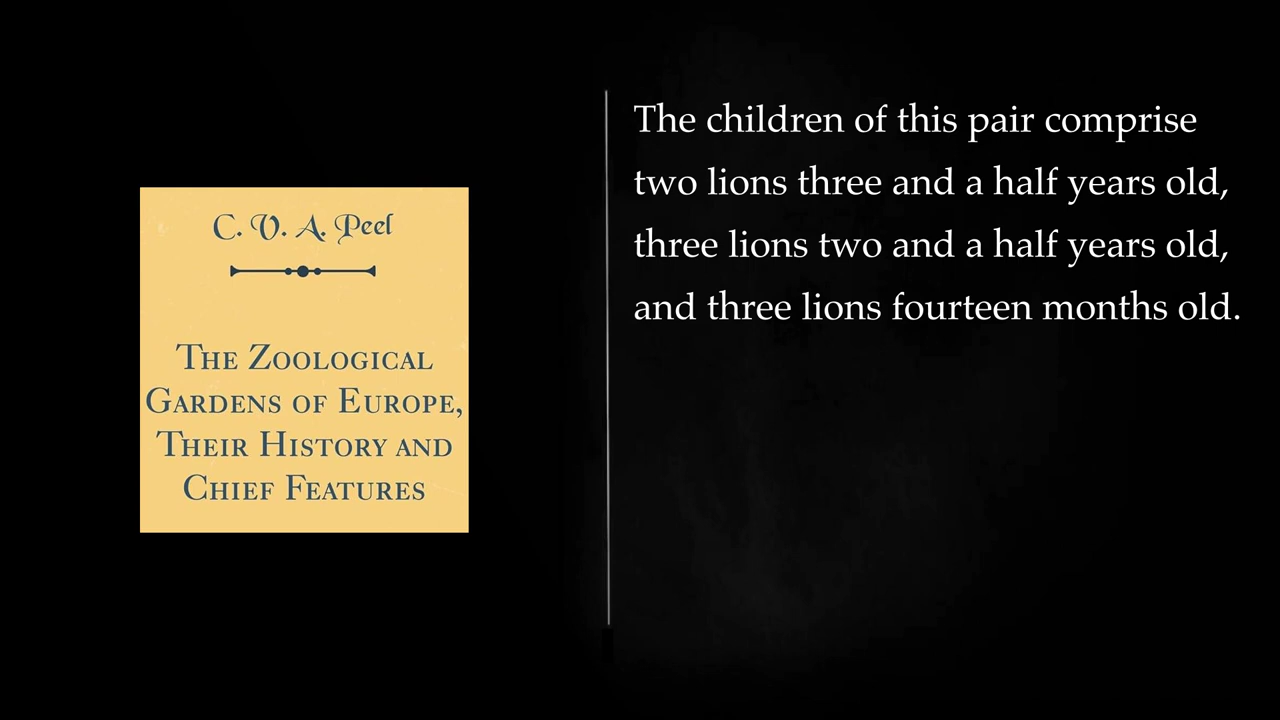 C. V. A. Peel
The Zoological
Gardens of Europe,
Their History and
Chief Features
The children of this pair comprise
two lions three and a half years old,
three lions two and a half years old,
and three lions fourteen months old.